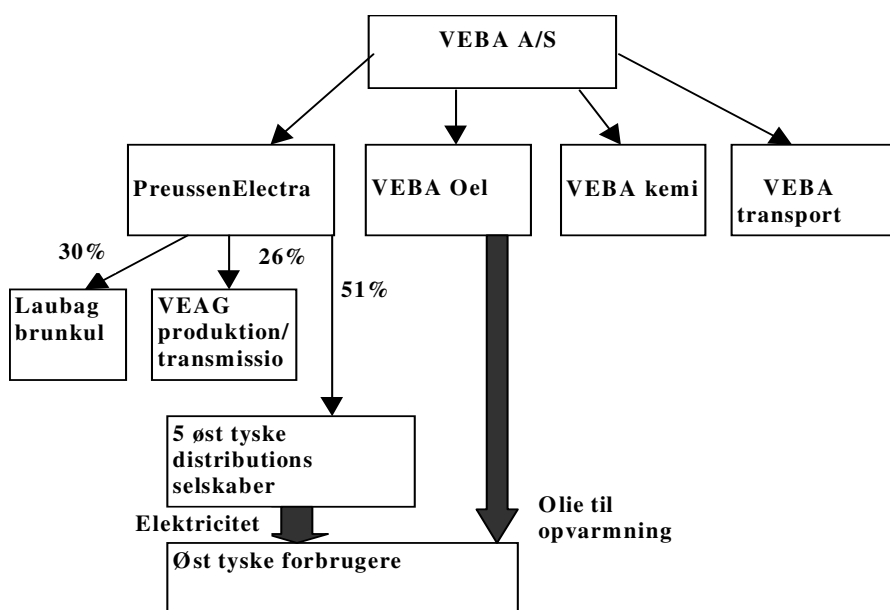 VEBA A/S
PreussenElectra
VEBA Oel
VEBA kemi
VEBA
transport
30%
26%
51%
Laubag
brunkul
VEAG
produktion/
transmissio
5 øst tyske
distributions
selskaber
Elektricitet
Olie til
opvarmning
Øst tyske forbrugere